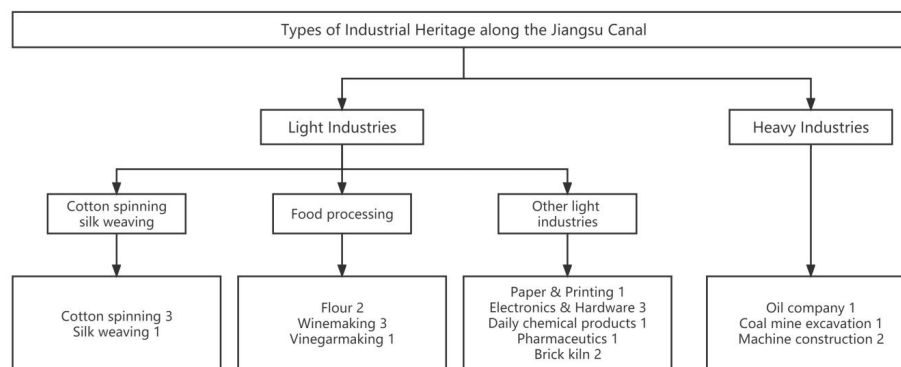 Types of Industrial Heritage along the Jiangsu Canal
Light Industries
Heavy Industries
Cotton spinning
silk weaving
Food processing
Other light
industries
Cotton spinning 3
Silk weaving 1
Flour 2
Winemaking 3
Vinegarmaking 1
Paper & Printing 1
Electronics & Hardware 3
Daily chemical products 1
Pharmaceutics 1
Brick kiln 2
Oil company 1
Coal mine excavation 1
Machine construction 2